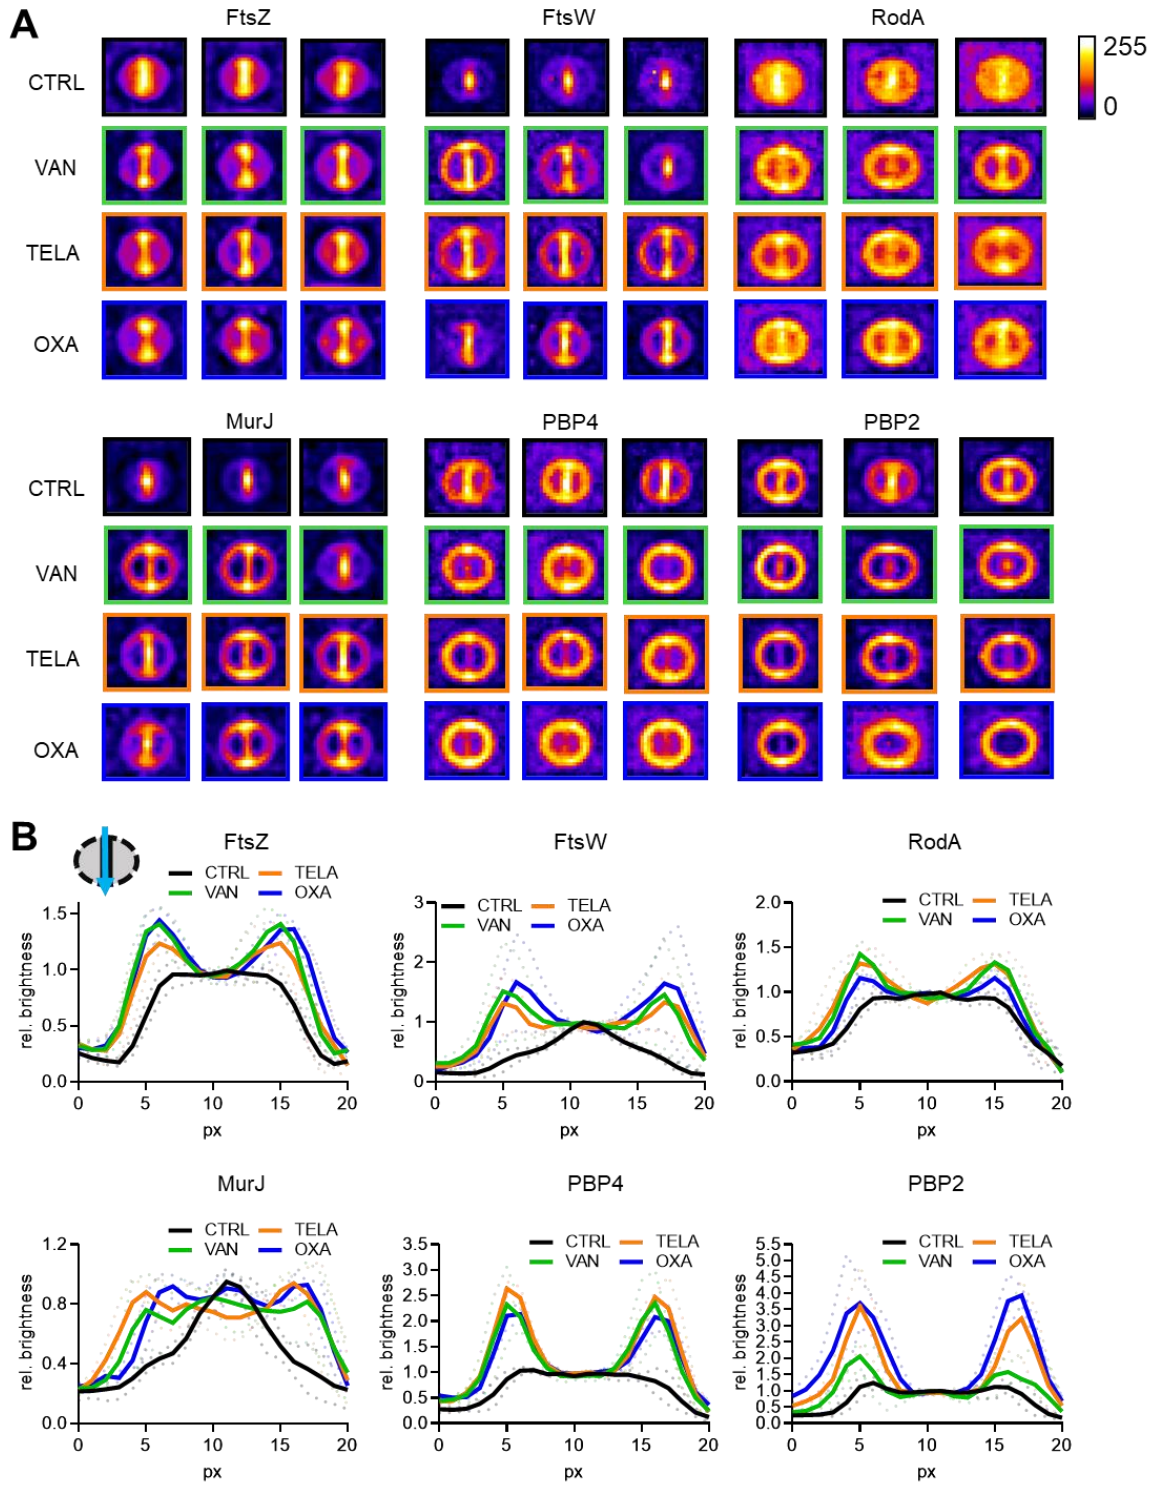 A
FtsZ FtsW RodA
255
0
CTRL
VAN
TELA
OXA
MurJ PBP4 PBP2
CTRL
VAN
TELA
OXA
B
FtsZ
CTRL TELA
VAN OXA
rel. brightness
1.5
1.0
0.5
0.0
0 5 10 15 20
px
FtsW
CTRL TELA
VAN OXA
rel. brightness
3
2
1
0
0 5 10 15 20
px
RodA
CTRL TELA
VAN OXA
rel. brightness
2.0
1.5
1.0
0.5
0.0
0 5 10 15 20
px
MurJ
CTRL TELA
VAN OXA
rel. brightness
1.2
0.8
0.4
0.0
0 5 10 15 20
px
PBP4
CTRL TELA
VAN OXA
rel. brightness
3.5
3.0
2.5
2.0
1.5
1.0
0.5
0.0
0 5 10 15 20
px
PBP2
CTRL TELA
VAN OXA
rel. brightness
5.5
5.0
4.5
4.0
3.5
3.0
2.5
2.0
1.5
1.0
0.5
0.0
0 5 10 15 20
px